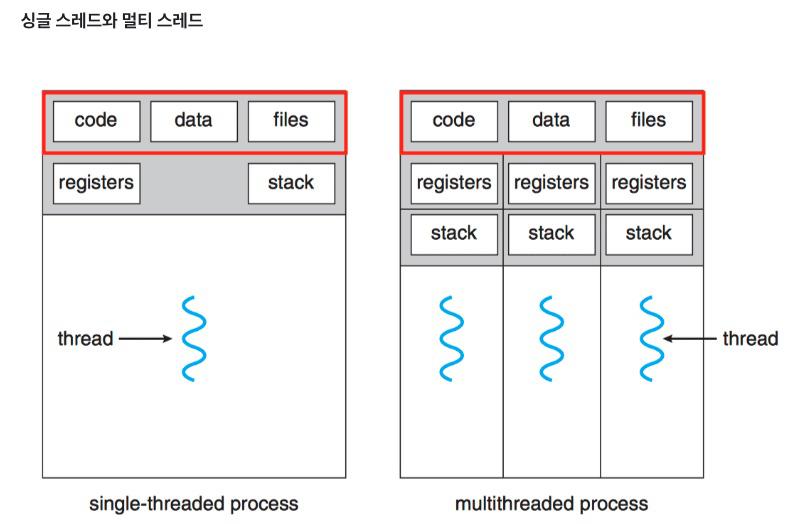 싱글 스레드와 멀티 스레드
code data files
registers stack
thread
single-threaded process
code data files
registers registers registers
stack stack stack
thread
multithreaded process